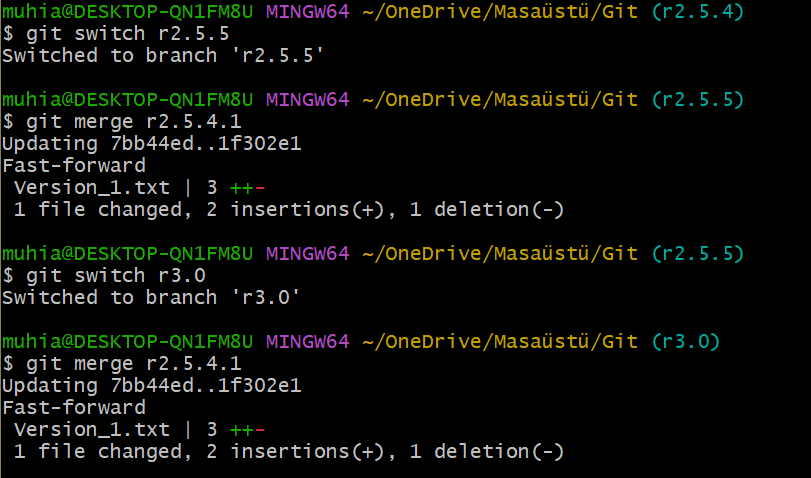 muhia@DESKTOP-QN1FM8U MINGW64 ~/OneDrive/Masaüstü/Git (r2.5.4)
$ git switch r2.5.5
Switched to branch 'r2.5.5'
muhia@DESKTOP-QN1FM8U MINGW64 ~/OneDrive/Masaüstü/Git (r2.5.5)
$ git merge r2.5.4.1
Updating 7bb44ed..1f302e1
Fast-forward
 Version_1.txt | 3 ++-
 1 file changed, 2 insertions(+), 1 deletion(-)
muhia@DESKTOP-QN1FM8U MINGW64 ~/OneDrive/Masaüstü/Git (r2.5.5)
$ git switch r3.0
Switched to branch 'r3.0'
muhia@DESKTOP-QN1FM8U MINGW64 ~/OneDrive/Masaüstü/Git (r3.0)
$ git merge r2.5.4.1
Updating 7bb44ed..1f302e1
Fast-forward
 Version_1.txt | 3 ++-
 1 file changed, 2 insertions(+), 1 deletion(-)